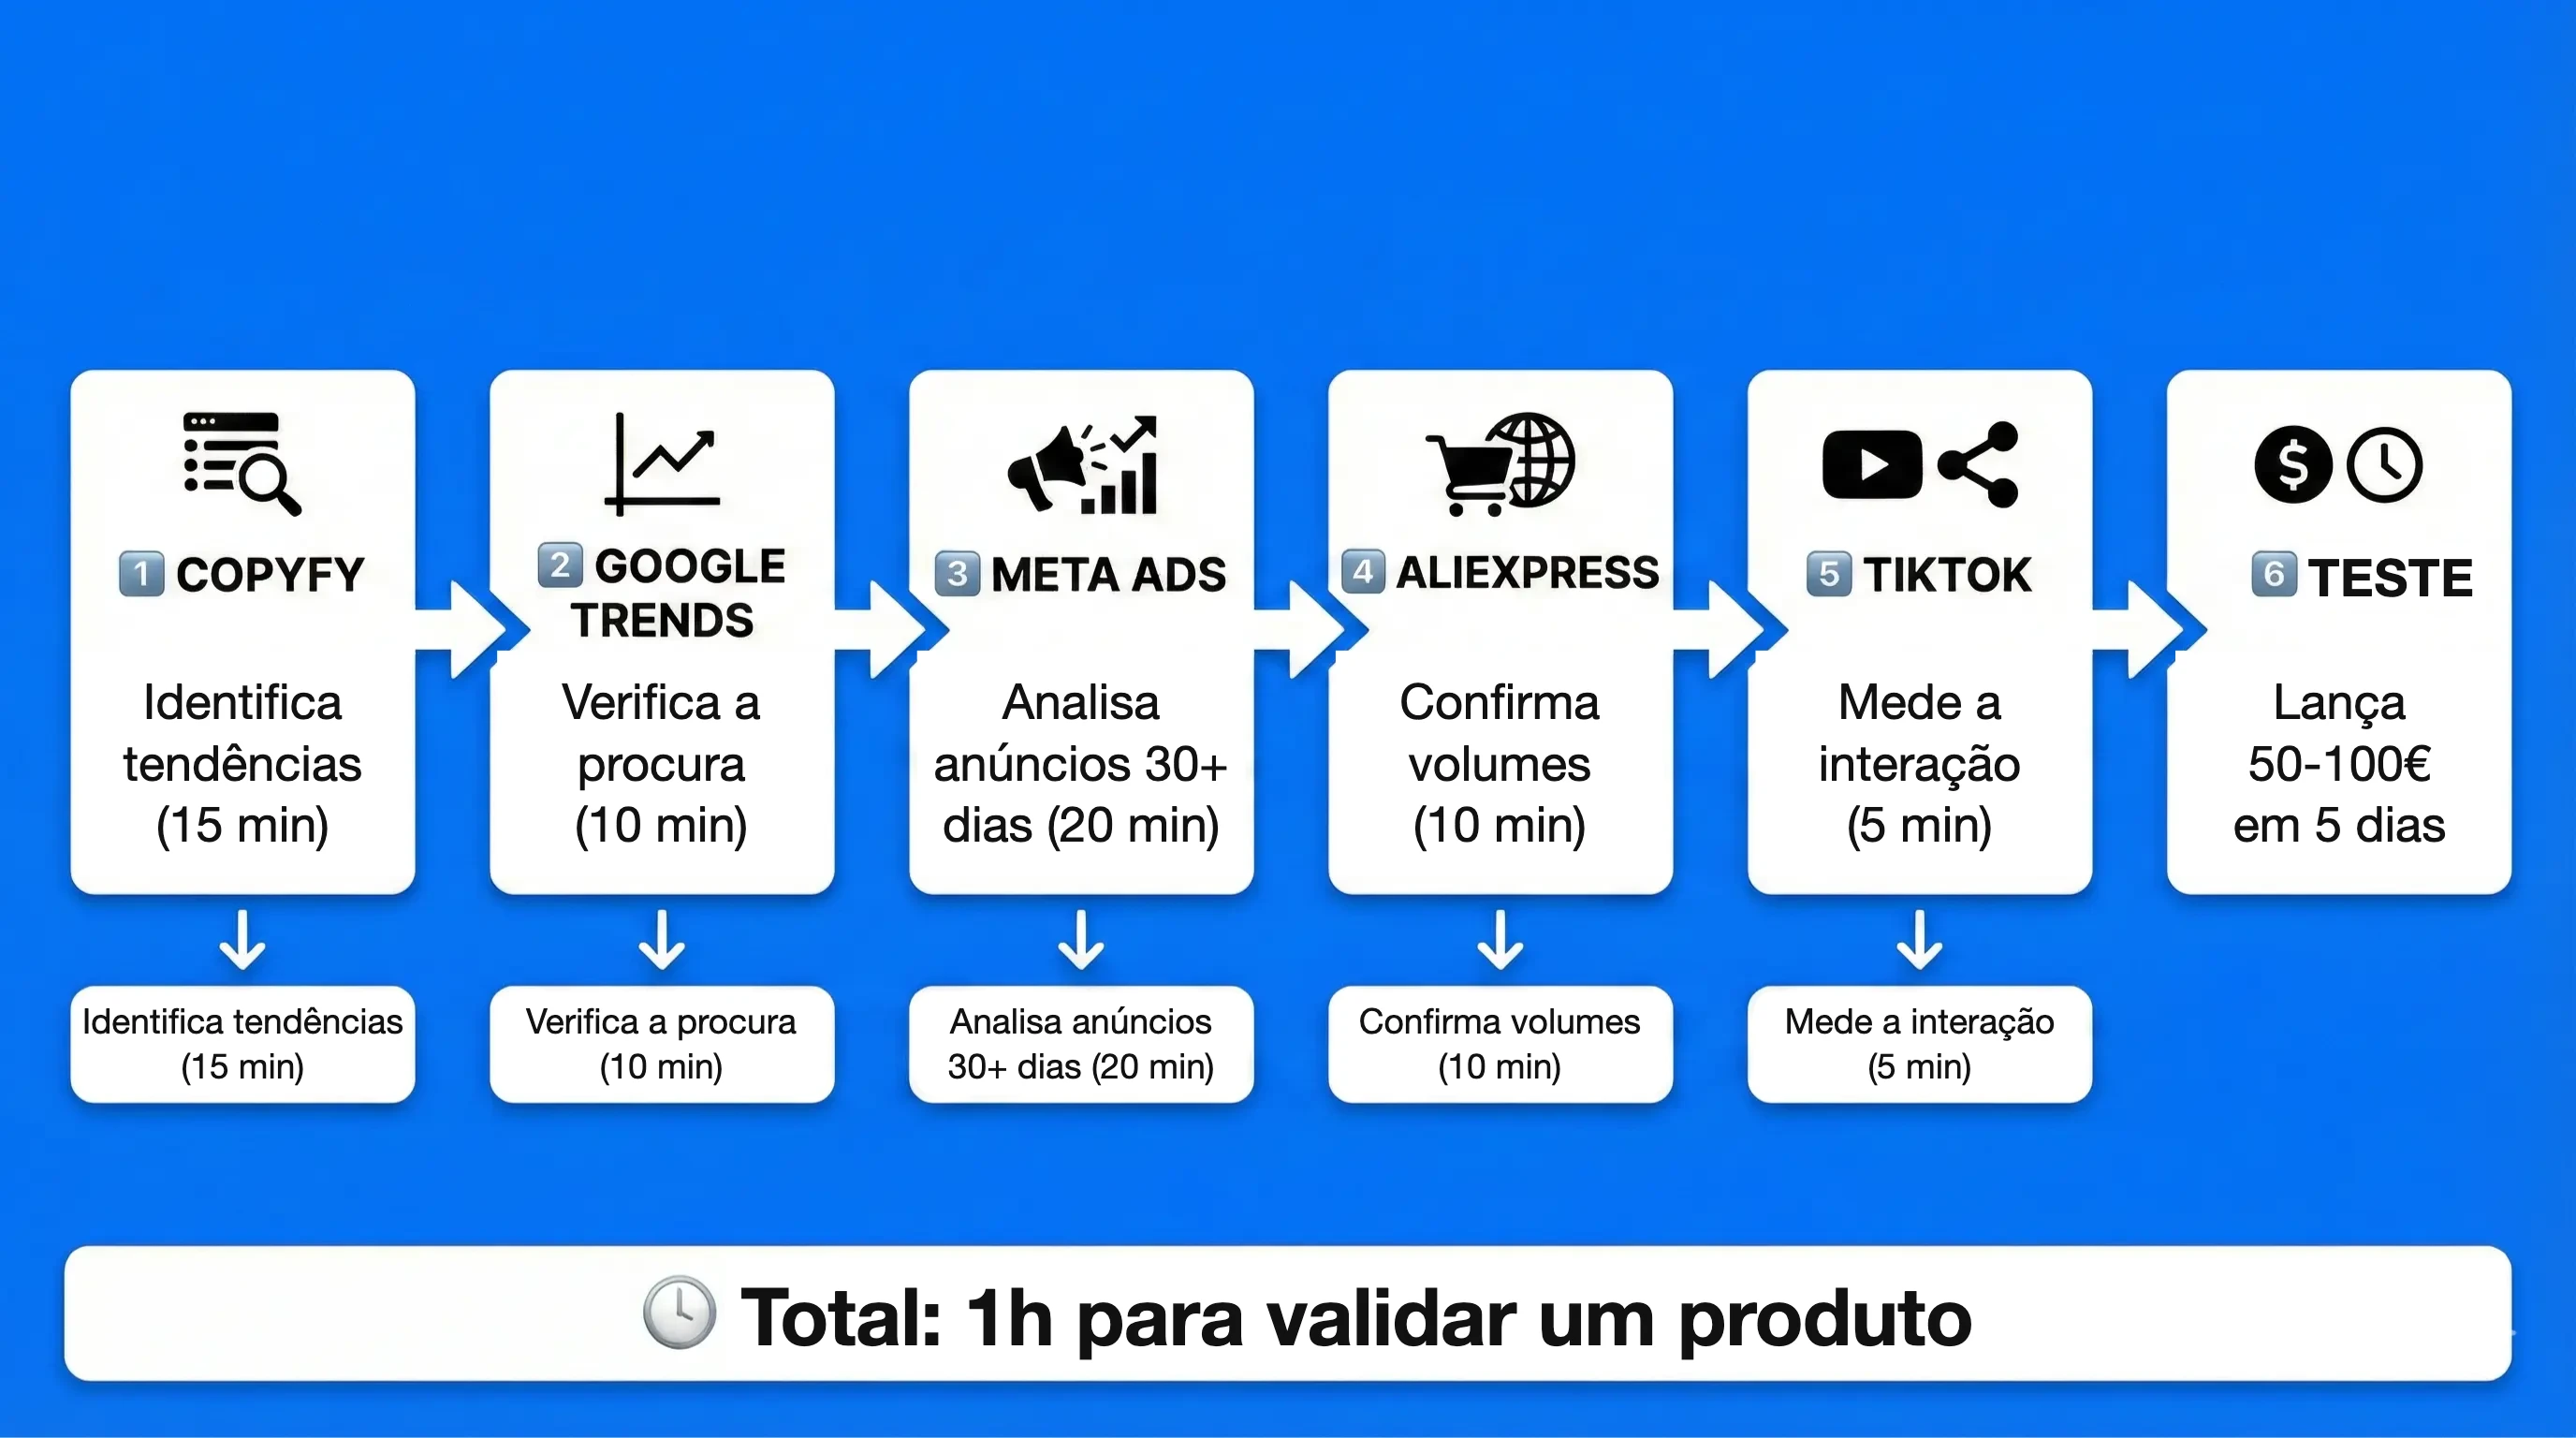 1 COPYFY
Identifica
tendências
(15 min)
2 GOOGLE
TRENDS
Verifica a
procura
(10 min)
3 META ADS
Analisa
anúncios 30+
dias (20 min)
4 ALIEXPRESS
Confirma
volumes
(10 min)
5 TIKTOK
Mede a
interação
(5 min)
6 TESTE
Lança
50-100€
em 5 dias
Identifica tendências
(15 min)
Verifica a procura
(10 min)
Analisa anúncios
30+ dias (20 min)
Confirma volumes
(10 min)
Mede a interação
(5 min)
Total: 1h para validar um produto